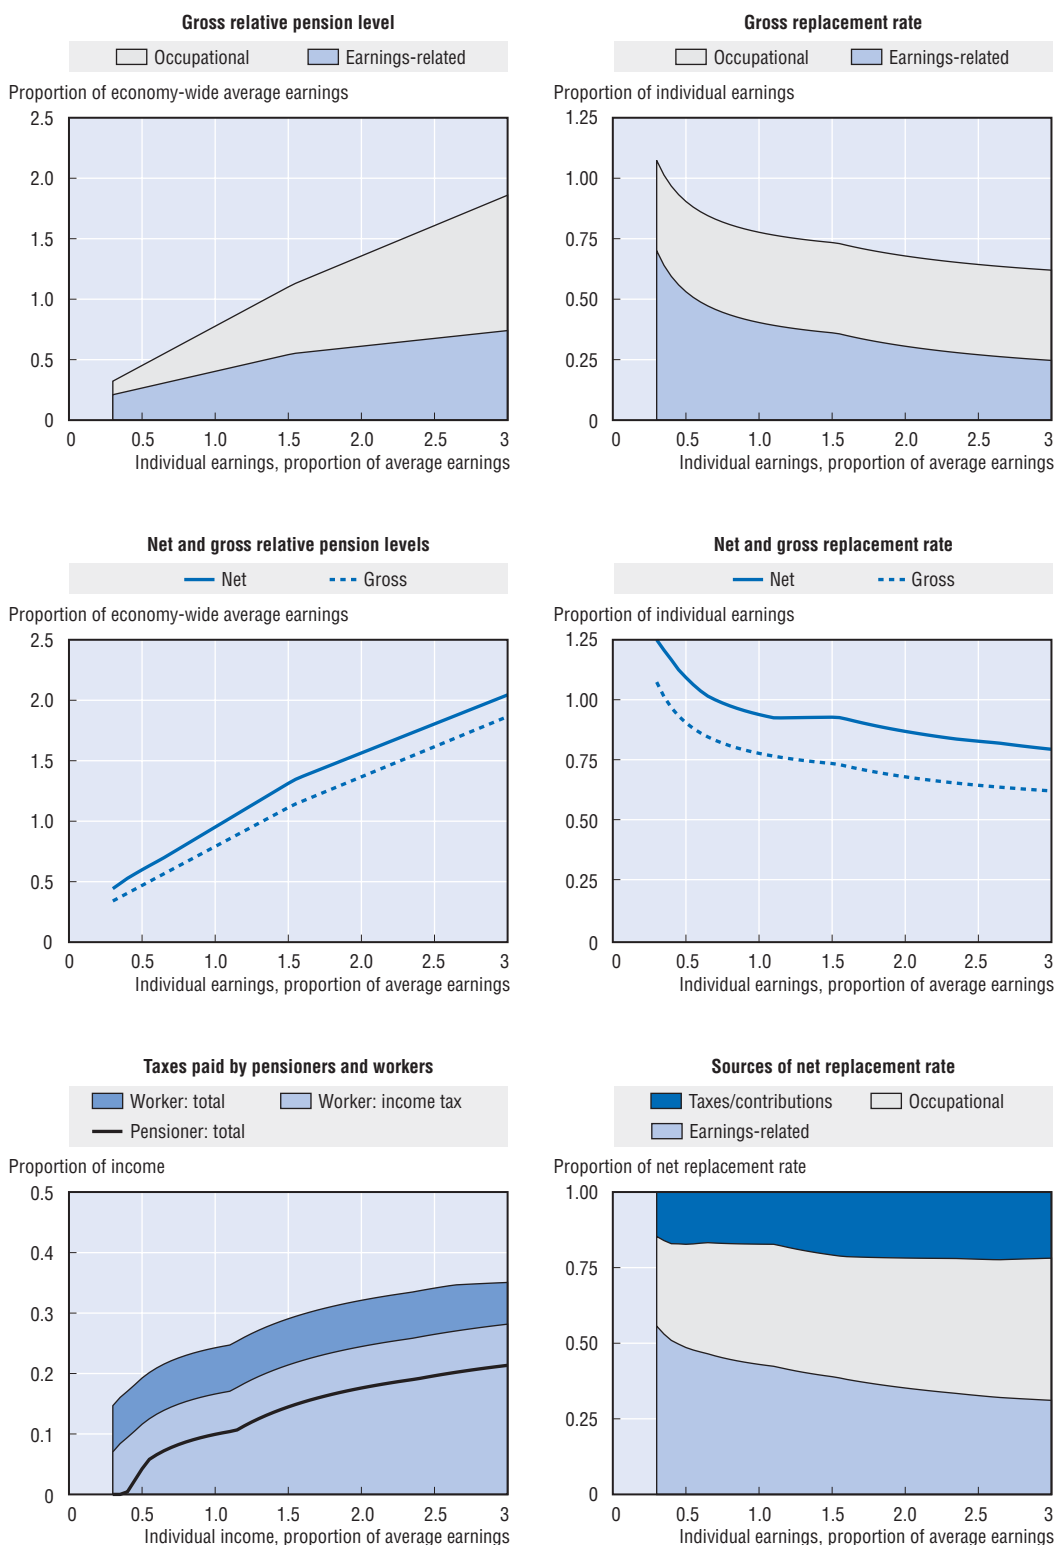 Gross relative pension level
Occupational Earnings-related
Proportion of economy-wide average earnings
2.5
2.0
1.5
1.0
0.5
0
0 0.5 1.0 1.5 2.0 2.5 3
Individual earnings, proportion of average earnings
Gross replacement rate
Occupational Earnings-related
Proportion of individual earnings
1.25
1.00
0.75
0.50
0.25
0
0 0.5 1.0 1.5 2.0 2.5 3
Individual earnings, proportion of average earnings
Net and gross relative pension levels
Net Gross
Proportion of economy-wide average earnings
2.5
2.0
1.5
1.0
0.5
0
0 0.5 1.0 1.5 2.0 2.5 3
Individual earnings, proportion of average earnings
Net and gross replacement rate
Net Gross
Proportion of individual earnings
1.25
1.00
0.75
0.50
0.25
0
0 0.5 1.0 1.5 2.0 2.5 3
Individual earnings, proportion of average earnings
Taxes paid by pensioners and workers
Worker: total Worker: income tax
Pensioner: total
Proportion of income
0.5
0.4
0.3
0.2
0.1
0
0 0.5 1.0 1.5 2.0 2.5 3
Individual income, proportion of average earnings
Sources of net replacement rate
Taxes/contributions Occupational
Earnings-related
Proportion of net replacement rate
1.00
0.75
0.50
0.25
0
0 0.5 1.0 1.5 2.0 2.5 3
Individual earnings, proportion of average earnings